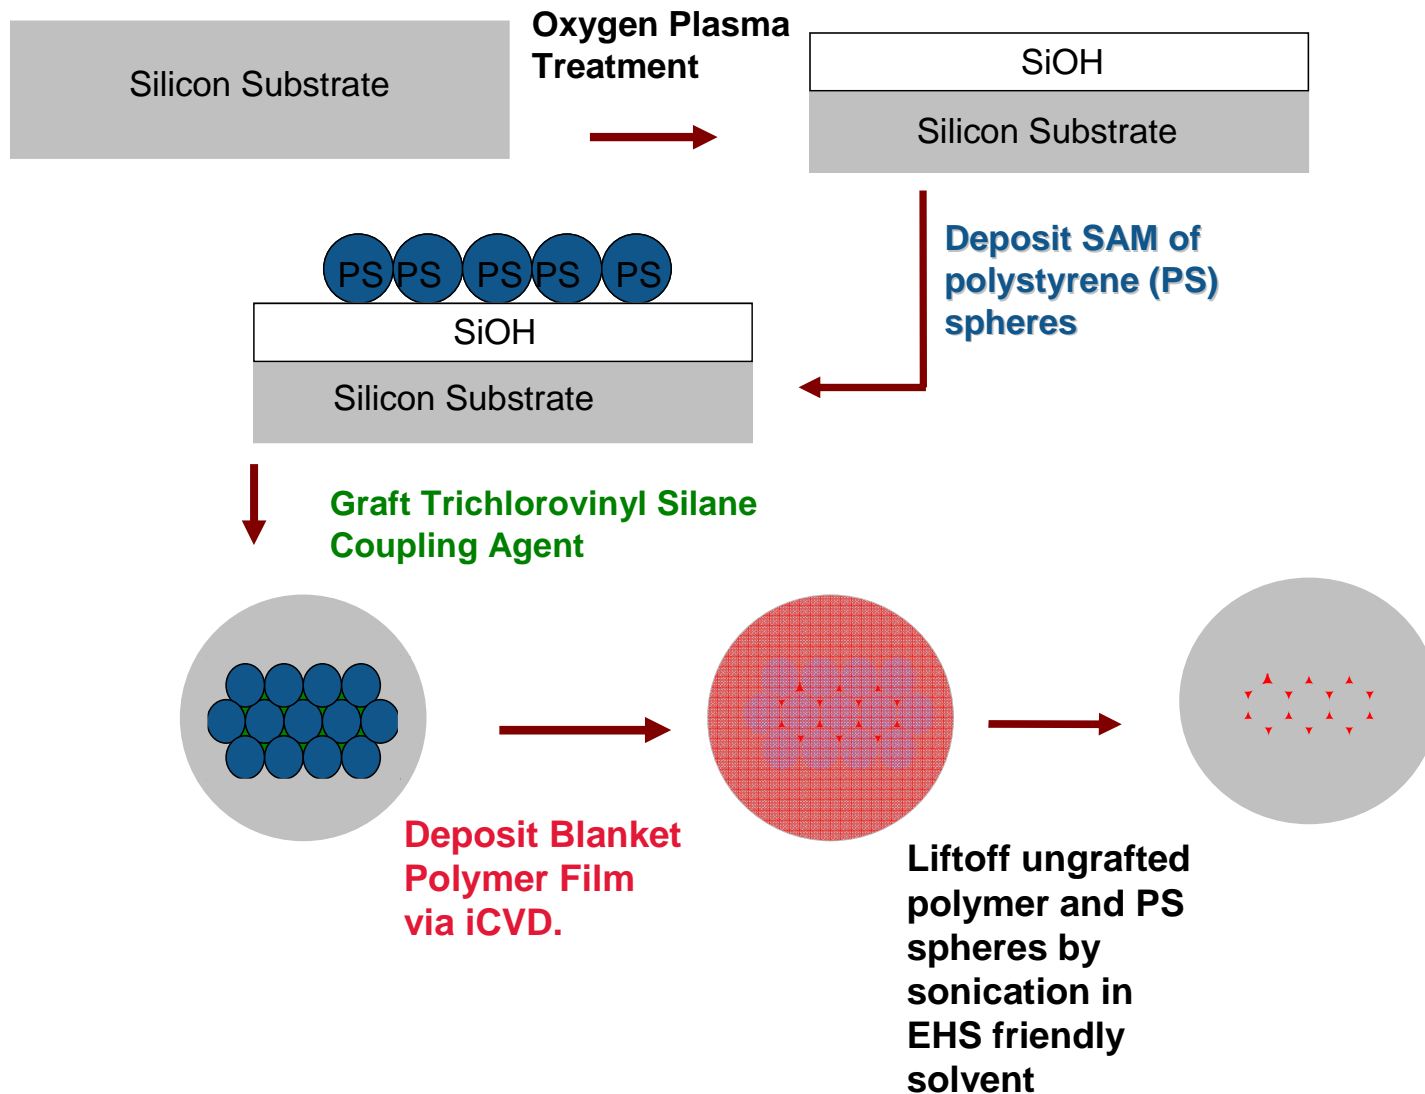 Silicon Substrate
Oxygen Plasma
Treatment
SiOH
Silicon Substrate
Deposit SAM of
polystyrene (PS)
spheres
PS PS PS PS PS
SiOH
Silicon Substrate
Graft Trichlorovinyl Silane
Coupling Agent
Deposit Blanket
Polymer Film
via iCVD.
Liftoff ungrafted
polymer and PS
spheres by
sonication in
EHS friendly
solvent